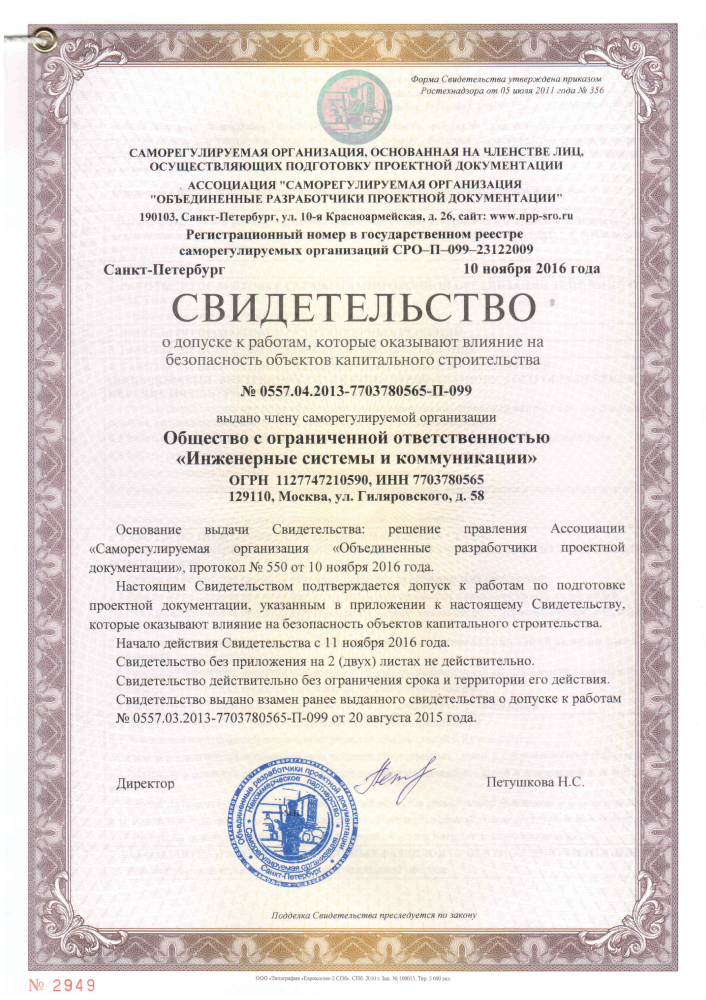 Форма Свидетельства утверждена приказом
Ростехнадзора от 05 июля 2011 года № 356
САМОРЕГУЛИРУЕМАЯ ОРГАНИЗАЦИЯ, ОСНОВАННАЯ НА ЧЛЕНСТВЕ ЛИЦ,
ОСУЩЕСТВЛЯЮЩИХ ПОДГОТОВКУ ПРОЕКТНОЙ ДОКУМЕНТАЦИИ
АССОЦИАЦИЯ "САМОРЕГУЛИРУЕМАЯ ОРГАНИЗАЦИЯ
"ОБЪЕДИНЕННЫЕ РАЗРАБОТЧИКИ ПРОЕКТНОЙ ДОКУМЕНТАЦИИ"
190103, Санкт-Петербург, ул. 10-я Красноармейская, д. 26, сайт: www.npp-sro.ru
Регистрационный номер в государственном реестре
саморегулируемых организаций СРО–П–099–23122009
Санкт-Петербург 10 ноября 2016 года
СВИДЕТЕЛЬСТВО
о допуске к работам, которые оказывают влияние на
безопасность объектов капитального строительства
№ 0557.04.2013-7703780565-П-099
выдано члену саморегулируемой организации
Общество с ограниченной ответственностью
«Инженерные системы и коммуникации»
ОГРН 1127747210590, ИНН 7703780565
129110, Москва, ул. Гиляровского, д. 58
Основание выдачи Свидетельства: решение правления Ассоциации
«Саморегулируемая организация «Объединенные разработчики проектной
документации», протокол № 550 от 10 ноября 2016 года.
Настоящим Свидетельством подтверждается допуск к работам по подготовке
проектной документации, указанным в приложении к настоящему Свидетельству,
которые оказывают влияние на безопасность объектов капитального строительства.
Начало действия Свидетельства с 11 ноября 2016 года.
Свидетельство без приложения на 2 (двух) листах не действительно.
Свидетельство действительно без ограничения срока и территории его действия.
Свидетельство выдано взамен ранее выданного свидетельства о допуске к работам
№ 0557.03.2013-7703780565-П-099 от 20 августа 2015 года.
Директор
Объединенные разработчики проектной документации
Некоммерческое партнерство
Саморегулируемая организация
Санкт-Петербург
Петушкова Н.С.
Подделка Свидетельства преследуется по закону
№ 2949